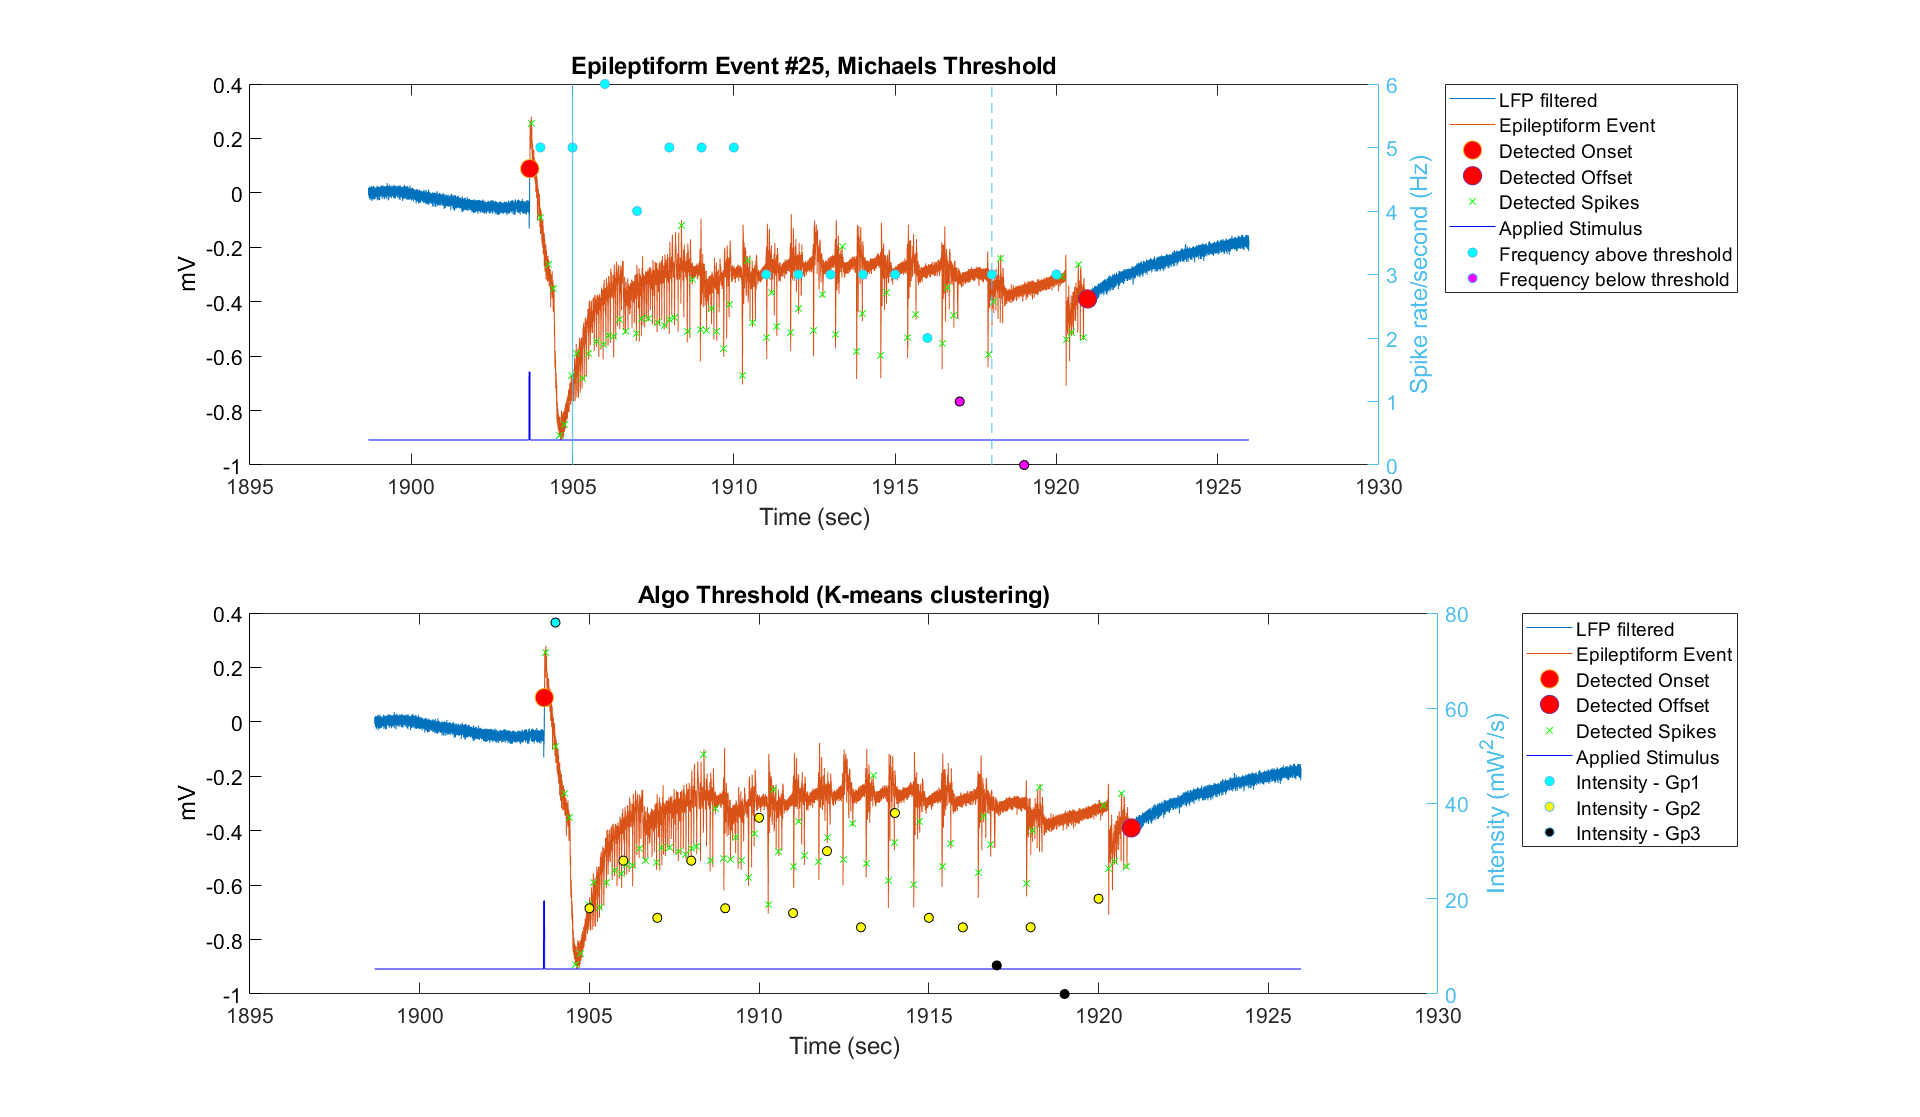 Epileptiform Event #25, Michaels Threshold
0.4
0.2
0
-0.2
-0.4
-0.6
-0.8
-1
mV
6
5
4
3
2
1
0
Spike rate/second (Hz)
1895 1900 1905 1910 1915 1920 1925 1930
Time (sec)
LFP filtered
Epileptiform Event
Detected Onset
Detected Offset
Detected Spikes
Applied Stimulus
Frequency above threshold
Frequency below threshold
Algo Threshold (K-means clustering)
0.4
0.2
0
-0.2
-0.4
-0.6
-0.8
-1
mV
80
60
40
20
0
Intensity (mW²/s)
1895 1900 1905 1910 1915 1920 1925 1930
Time (sec)
LFP filtered
Epileptiform Event
Detected Onset
Detected Offset
Detected Spikes
Applied Stimulus
Intensity - Gp1
Intensity - Gp2
Intensity - Gp3